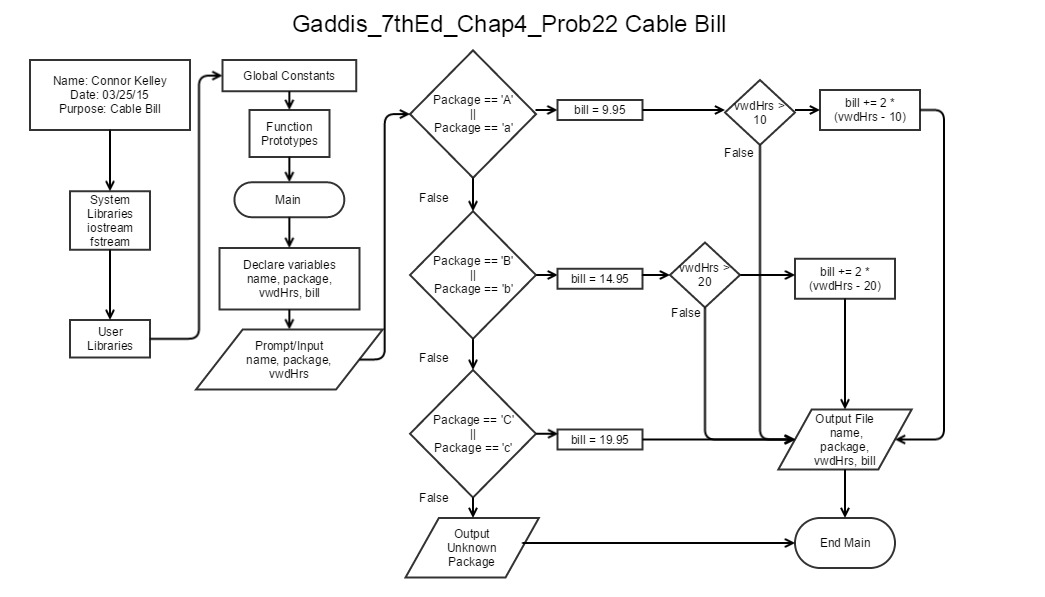 Gaddis_7thEd_Chap4_Prob22 Cable Bill
Name: Connor Kelley
Date: 03/25/15
Purpose: Cable Bill
System
Libraries
iostream
fstream
User
Libraries
Global Constants
Function
Prototypes
Main
Declare variables
name, package,
vwdHrs, bill
Prompt/Input
name, package,
vwdHrs
Package == 'A'
||
Package == 'a'
bill = 9.95
vwdHrs >
10
bill += 2 *
(vwdHrs - 10)
False
False
Package == 'B'
||
Package == 'b'
bill = 14.95
vwdHrs >
20
bill += 2 *
(vwdHrs - 20)
False
False
Package == 'C'
||
Package == 'c'
bill = 19.95
Output File
name,
package,
vwdHrs, bill
False
Output
Unknown
Package
End Main